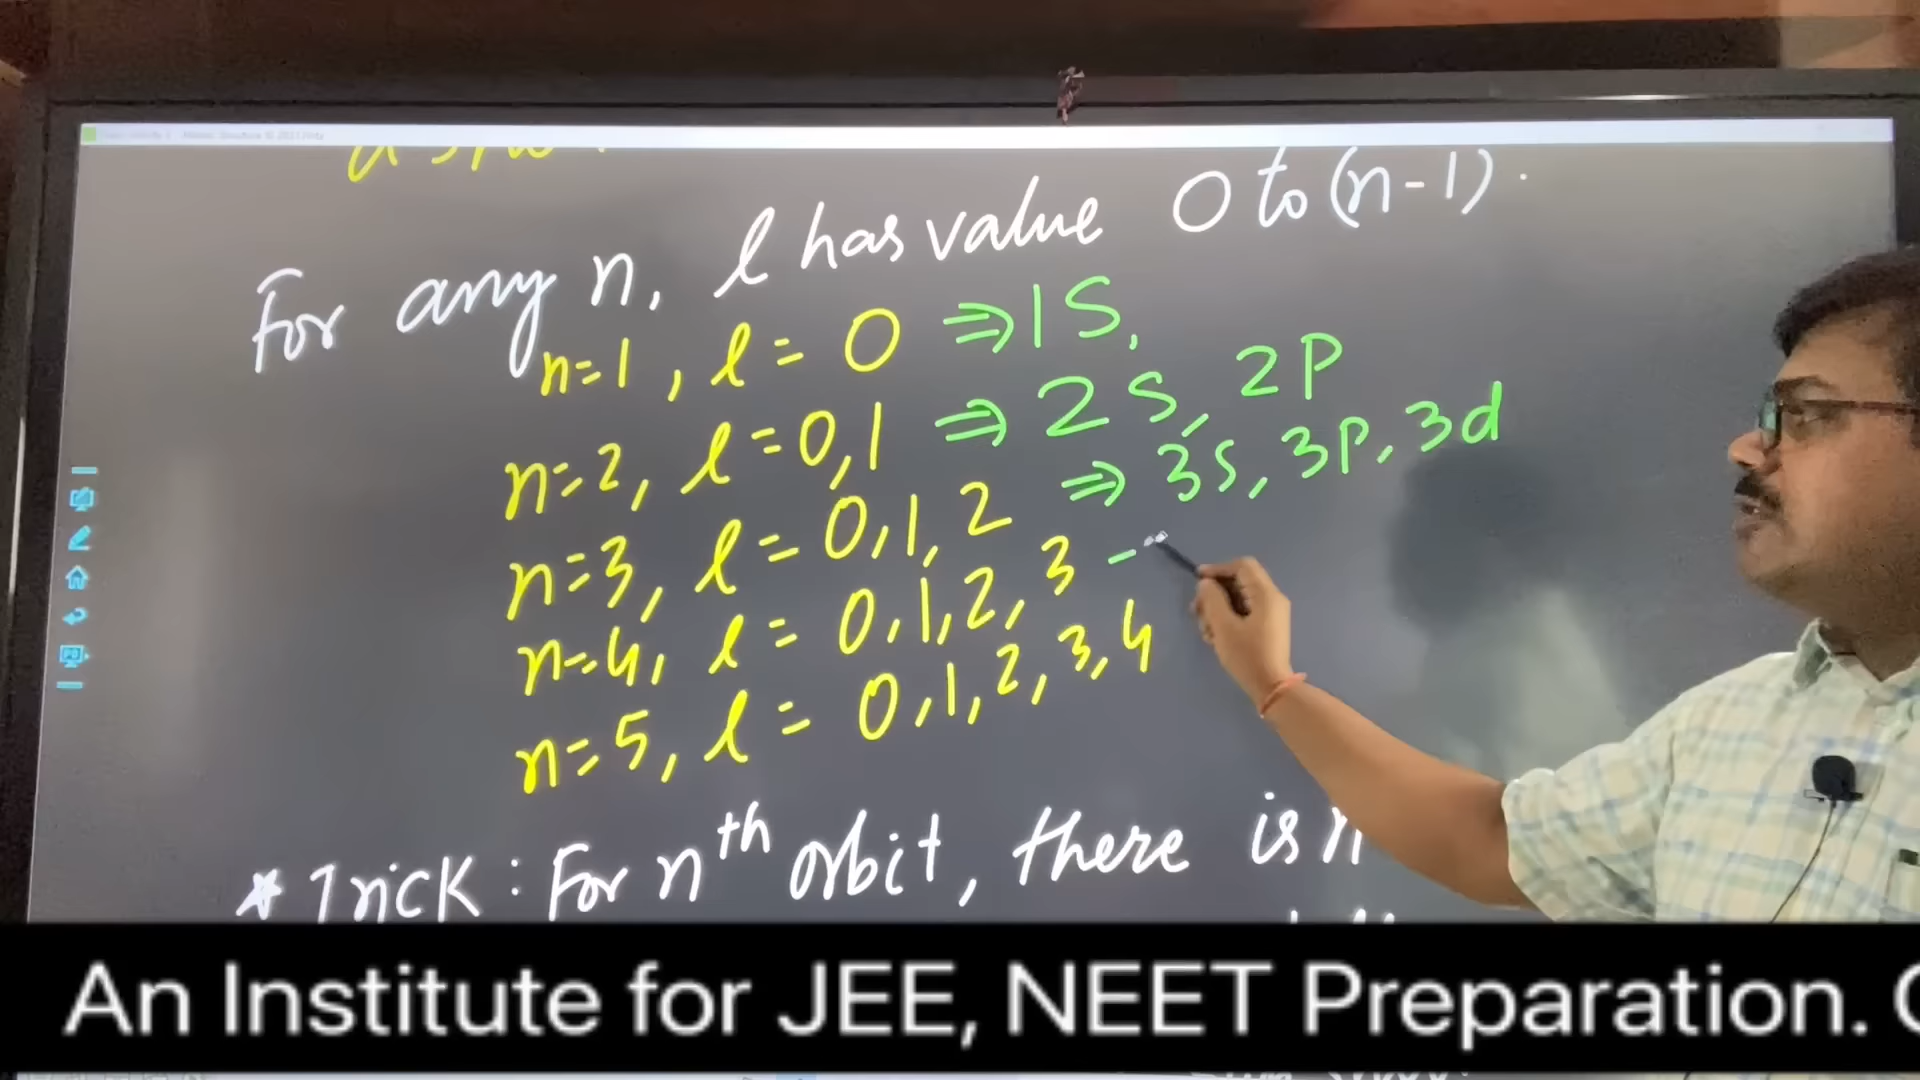 For any n, l has value 0 to (n-1).
n=1, l=0 ⇒ 1S,
n=2, l=0,1 ⇒ 2S, 2P
n=3, l=0,1,2 ⇒ 3S, 3P, 3d
n=4, l=0,1,2,3 -
n=5, l=0,1,2,3,4
* Trick: For nth orbit, there is n
An Institute for JEE, NEET Preparation.